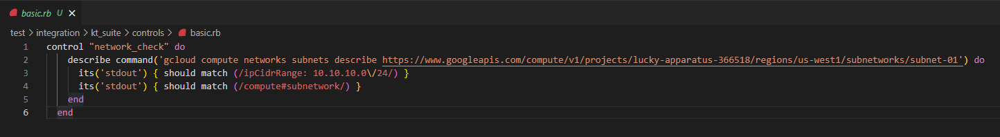 basic.rb U ×
test > integration > kt_suite > controls > basic.rb
1 control "network_check" do
2 describe command('gcloud compute networks subnets describe https://www.googleapis.com/compute/v1/projects/lucky-apparatus-366518/regions/us-west1/subnetworks/subnet-01') do
3 its('stdout') { should match (/ipCidrRange: 10.10.10.0\/24/) }
4 its('stdout') { should match (/compute#subnetwork/) }
5 end
6 end